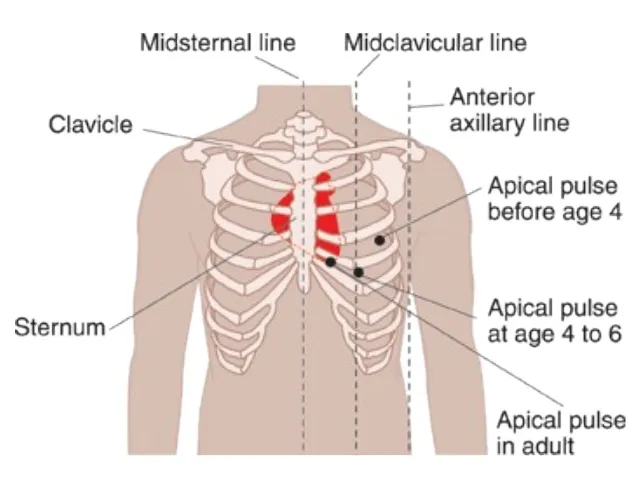 Midsternal line
Midclavicular line
Anterior
axillary line
Clavicle
Apical pulse
before age 4
Sternum
Apical pulse
at age 4 to 6
Apical pulse
in adult